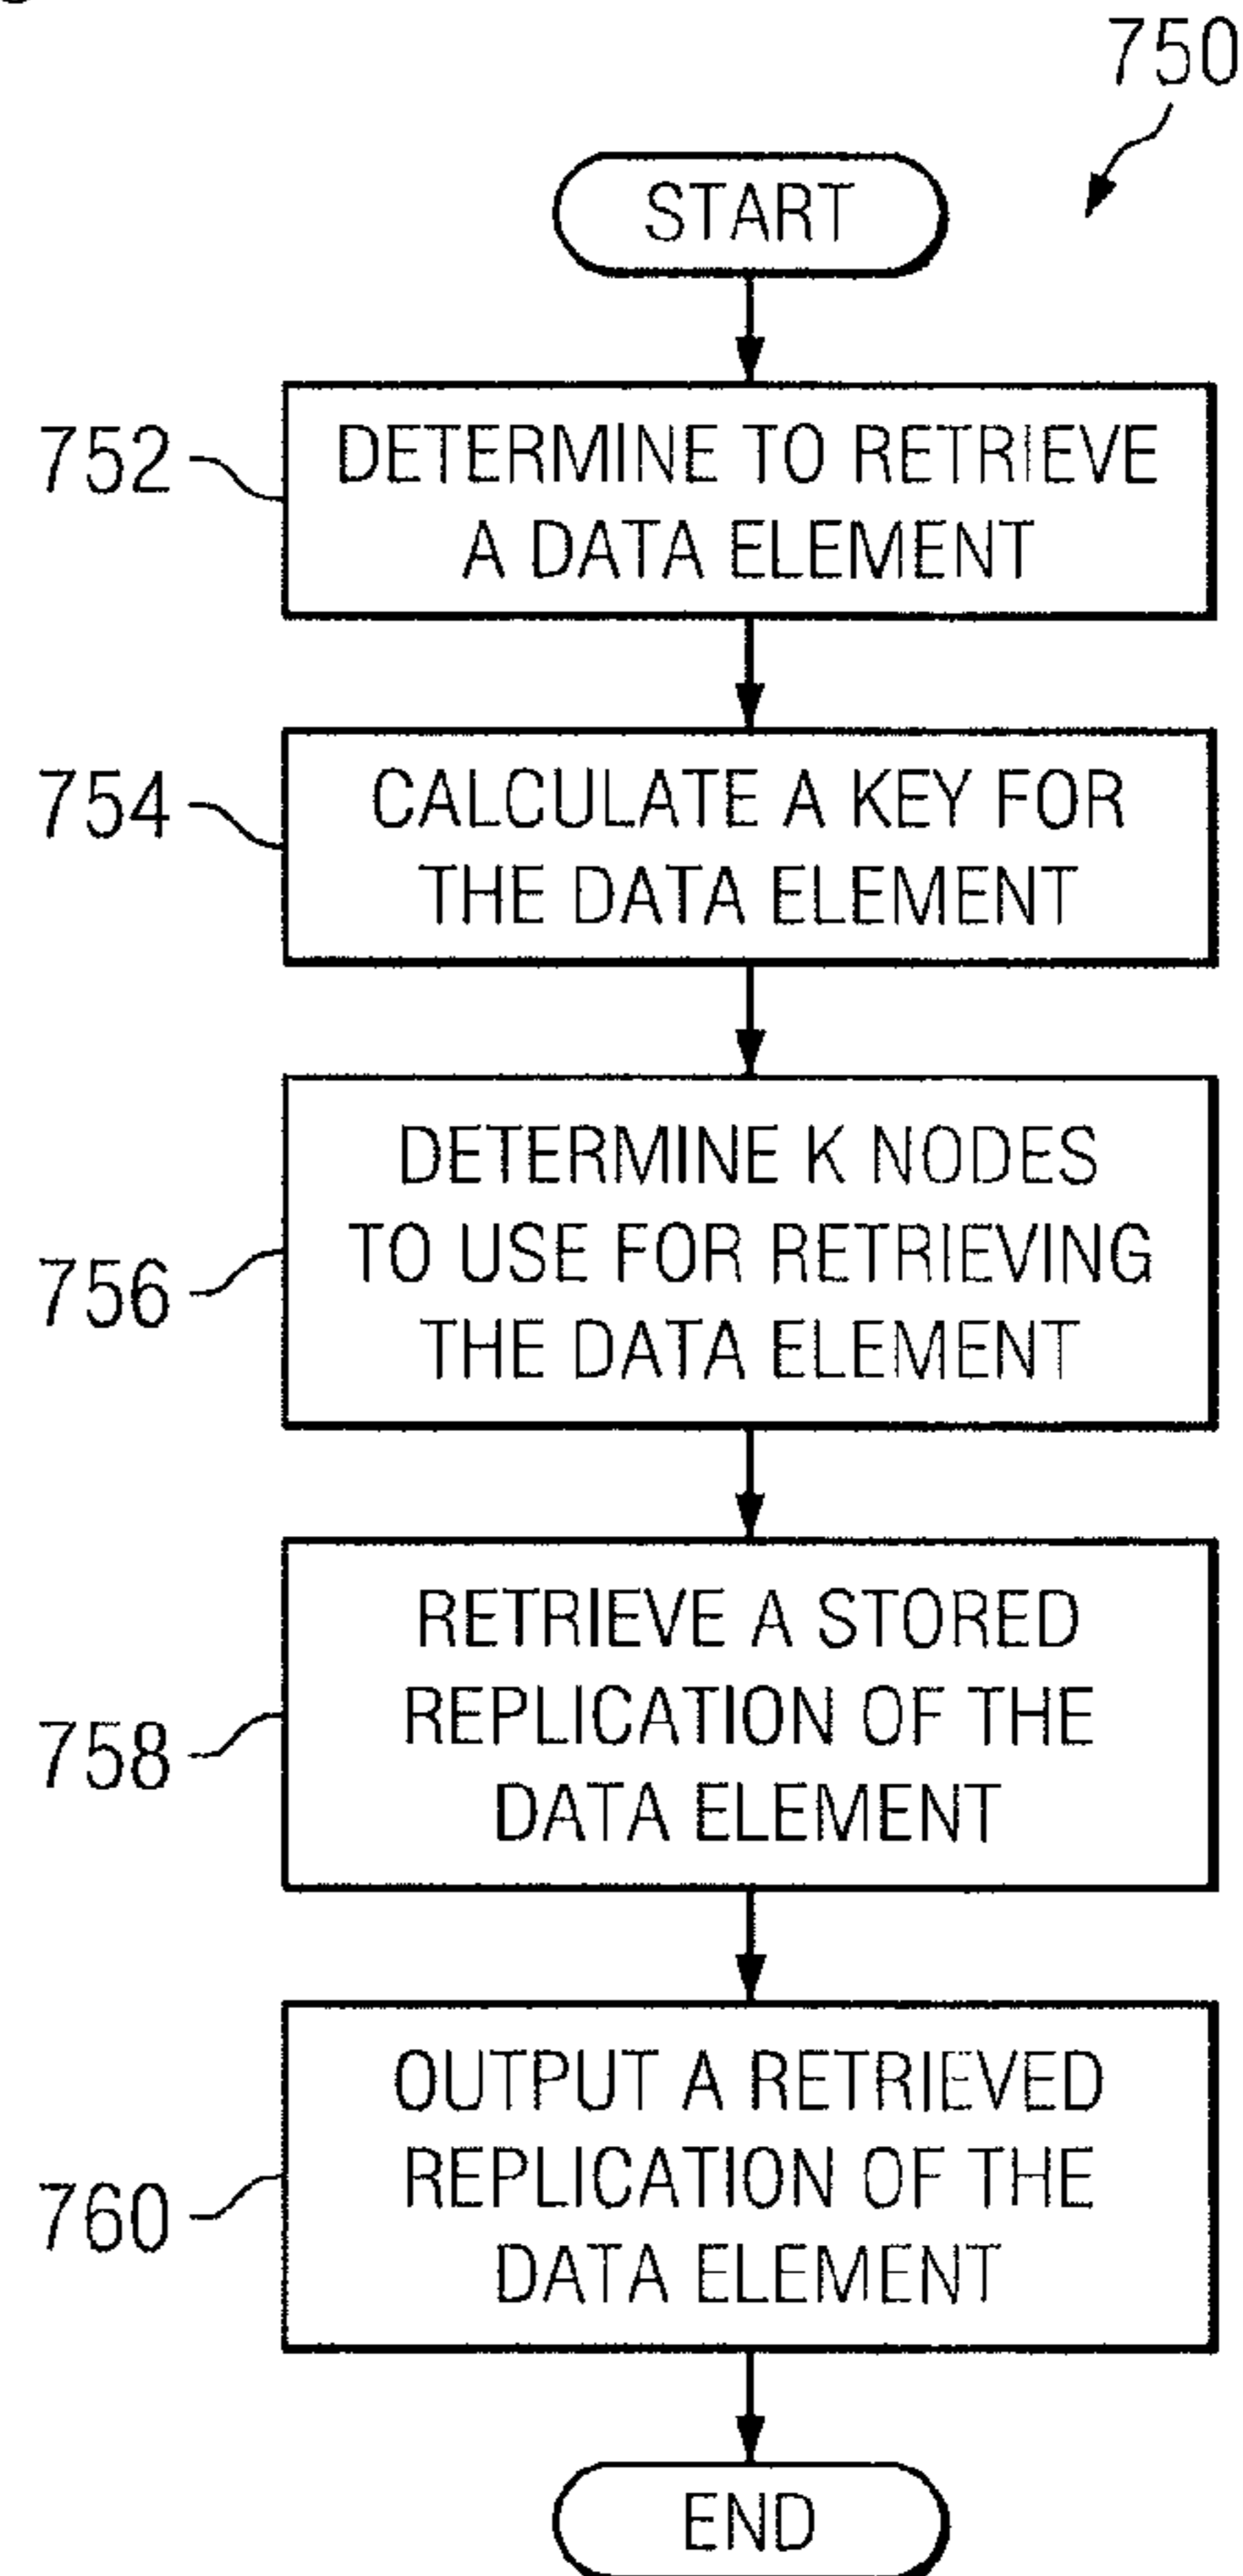 750
START
752
DETERMINE TO RETRIEVE
A DATA ELEMENT
754
CALCULATE A KEY FOR
THE DATA ELEMENT
756
DETERMINE K NODES
TO USE FOR RETRIEVING
THE DATA ELEMENT
758
RETRIEVE A STORED
REPLICATION OF THE
DATA ELEMENT
760
OUTPUT A RETRIEVED
REPLICATION OF THE
DATA ELEMENT
END